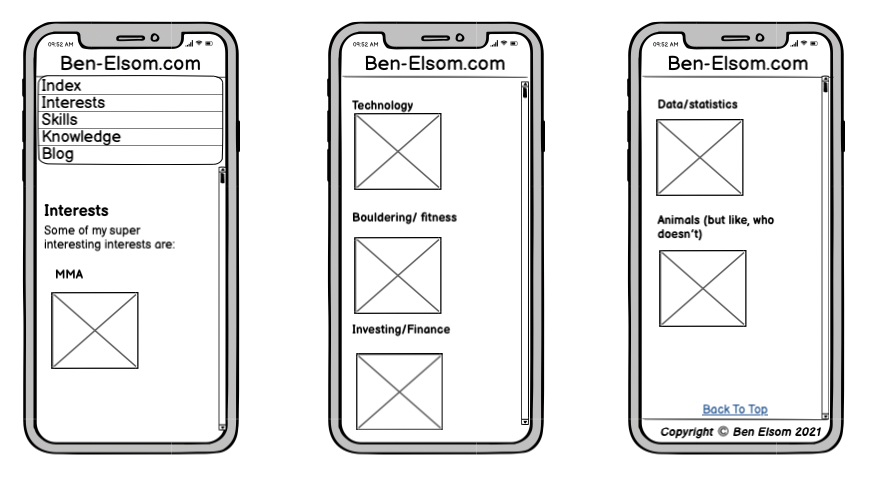 09:52 AM
Ben-Elsom.com
Index
Interests
Skills
Knowledge
Blog
Interests
Some of my super
interesting interests are:
MMA
09:52 AM
Ben-Elsom.com
Technology
Bouldering/ fitness
Investing/Finance
09:52 AM
Ben-Elsom.com
Data/statistics
Animals (but like, who
doesn't)
Back To Top
Copyright © Ben Elsom 2021